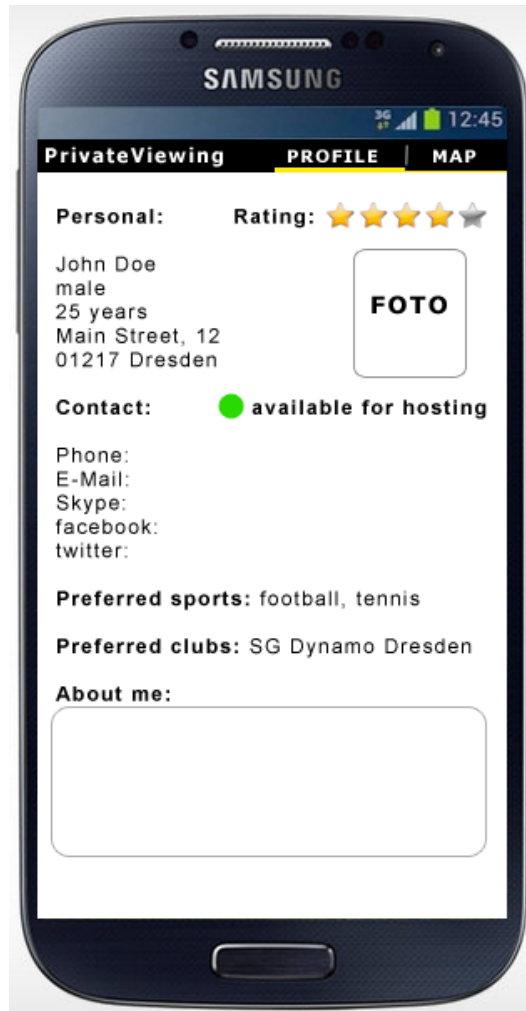 SAMSUNG
3G 12:45
PrivateViewing PROFILE | MAP
Personal: Rating:
John Doe
male
25 years
Main Street, 12
01217 Dresden
FOTO
Contact: available for hosting
Phone:
E-Mail:
Skype:
facebook:
twitter:
Preferred sports: football, tennis
Preferred clubs: SG Dynamo Dresden
About me: